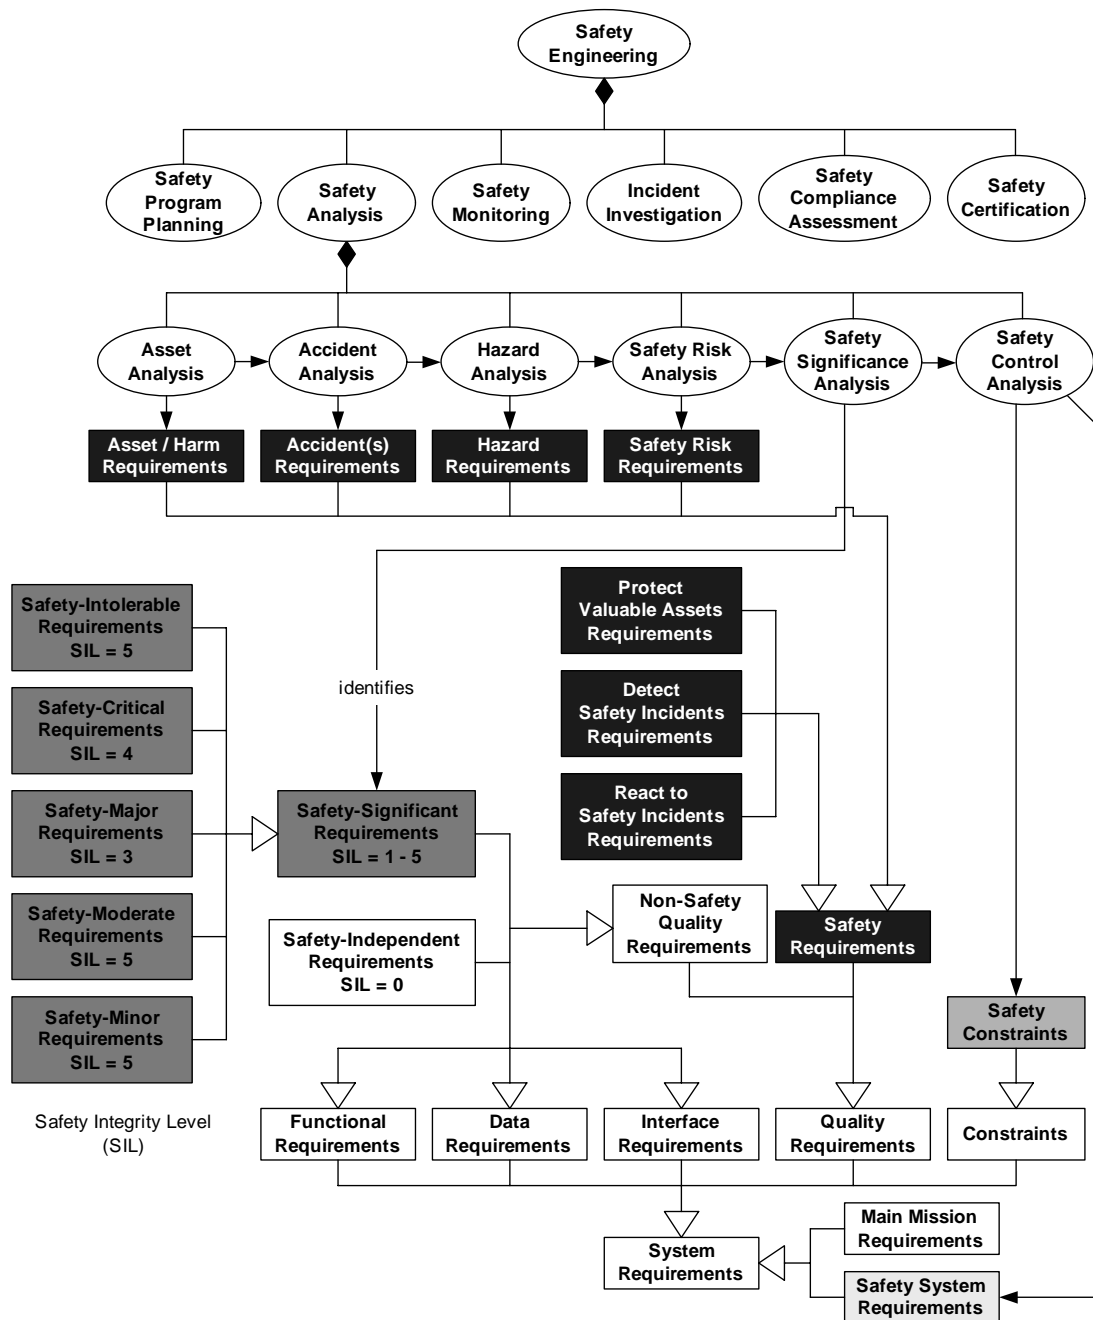 Safety
Engineering
Safety
Program
Planning
Safety
Analysis
Safety
Monitoring
Incident
Investigation
Safety
Compliance
Assessment
Safety
Certification
Asset
Analysis
Accident
Analysis
Hazard
Analysis
Safety Risk
Analysis
Safety
Significance
Analysis
Safety
Control
Analysis
Asset / Harm
Requirements
Accident(s)
Requirements
Hazard
Requirements
Safety Risk
Requirements
Safety-Intolerable
Requirements
SIL = 5
Safety-Critical
Requirements
SIL = 4
Safety-Major
Requirements
SIL = 3
Safety-Moderate
Requirements
SIL = 5
Safety-Minor
Requirements
SIL = 5
Safety Integrity Level
(SIL)
identifies
Protect
Valuable Assets
Requirements
Detect
Safety Incidents
Requirements
React to
Safety Incidents
Requirements
Safety-Significant
Requirements
SIL = 1 - 5
Safety-Independent
Requirements
SIL = 0
Non-Safety
Quality
Requirements
Safety
Requirements
Safety
Constraints
Functional
Requirements
Data
Requirements
Interface
Requirements
Quality
Requirements
Constraints
System
Requirements
Main Mission
Requirements
Safety System
Requirements